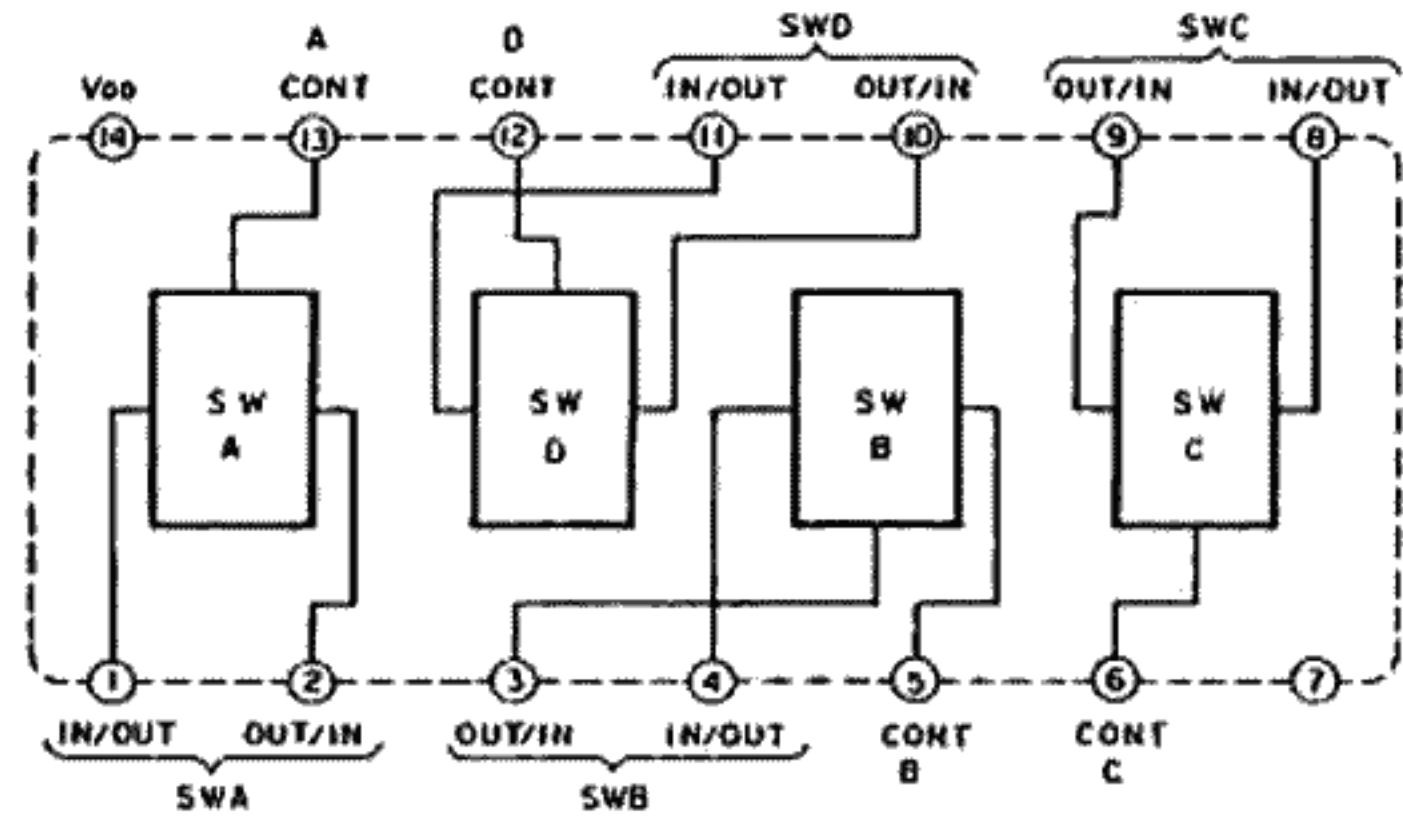 SWD SWC
A D
VDD CONT CONT IN/OUT OUT/IN OUT/IN IN/OUT
14 13 12 11 10 9 8
SW SW SW SW
A D B C
1 2 3 4 5 6 7
IN/OUT OUT/IN OUT/IN IN/OUT CONT CONT
B C
SWA SWB